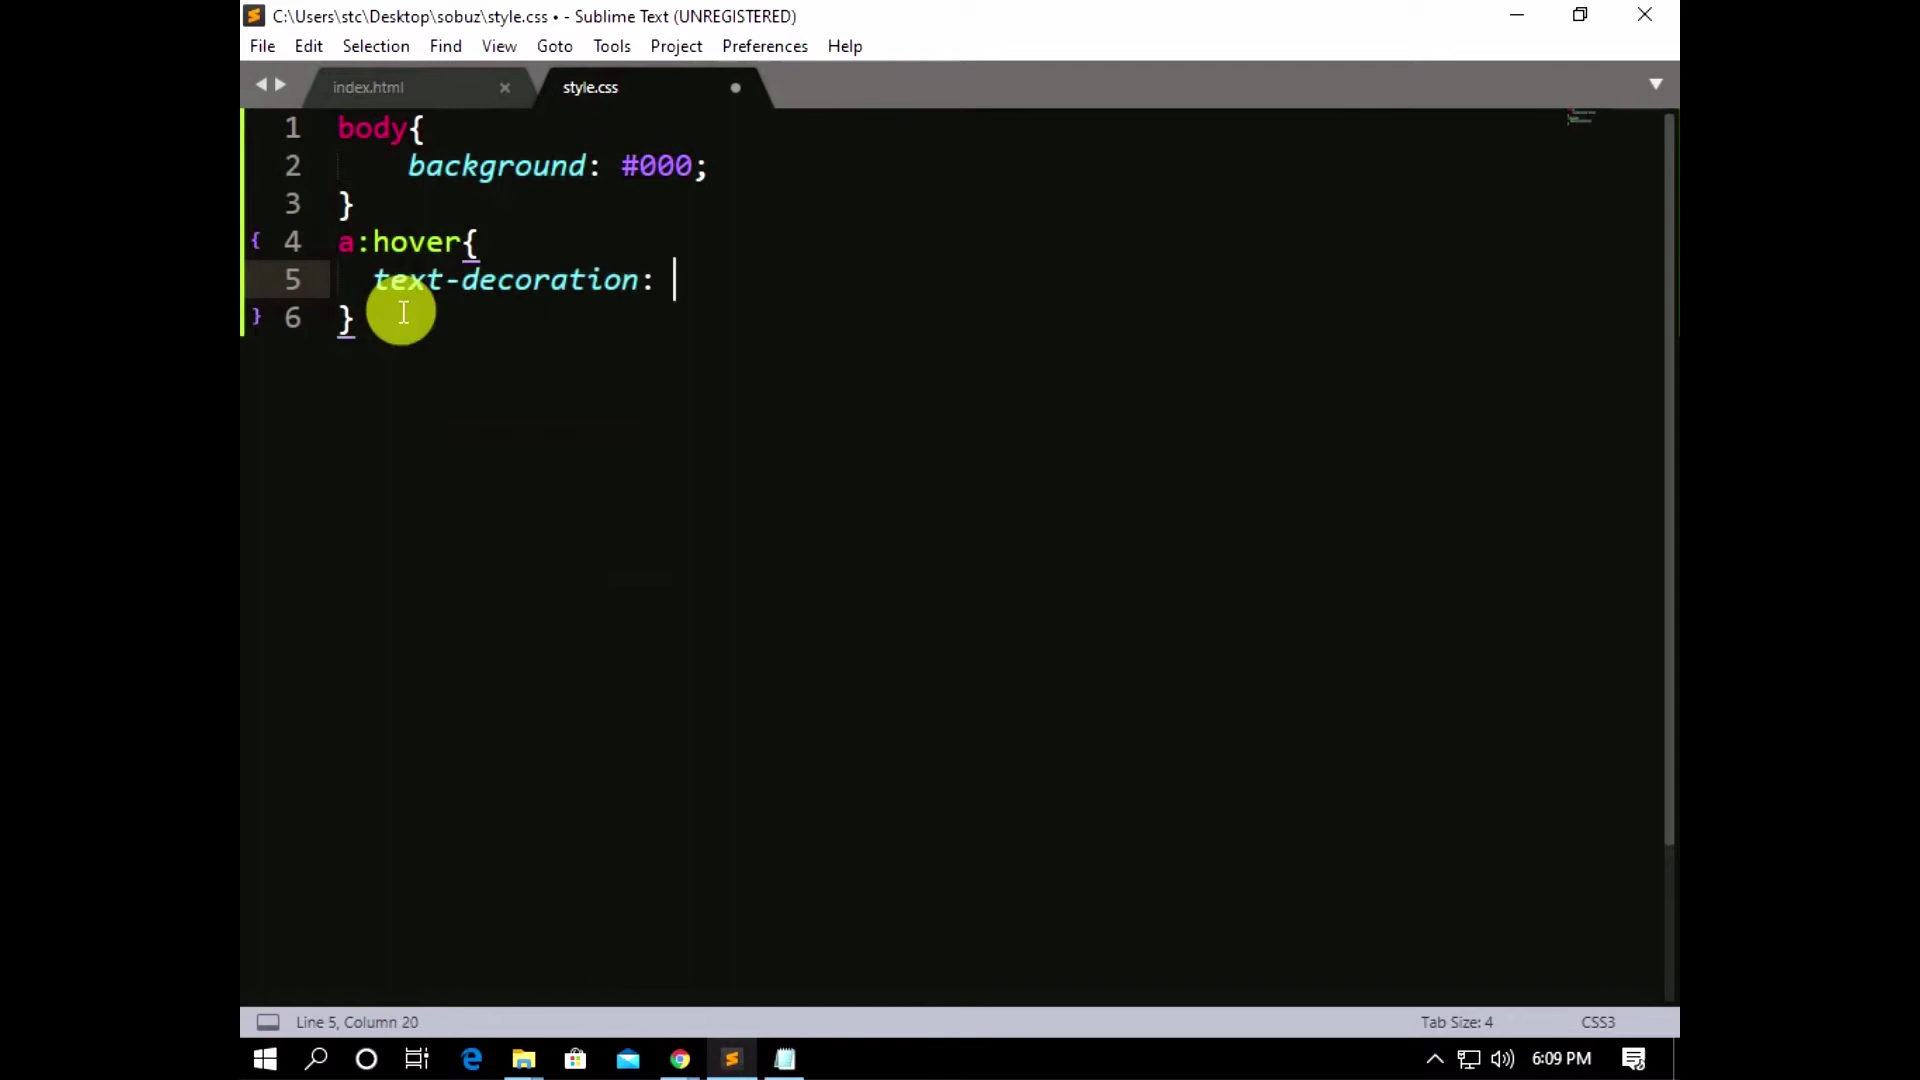 C:\Users\stc\Desktop\sobuz\style.css • - Sublime Text (UNREGISTERED)
File Edit Selection Find View Goto Tools Project Preferences Help
index.html style.css
1 body{
2 background: #000;
3 }
4 a:hover{
5 text-decoration:
6 }
Line 5, Column 20 Tab Size: 4 CSS3
6:09 PM